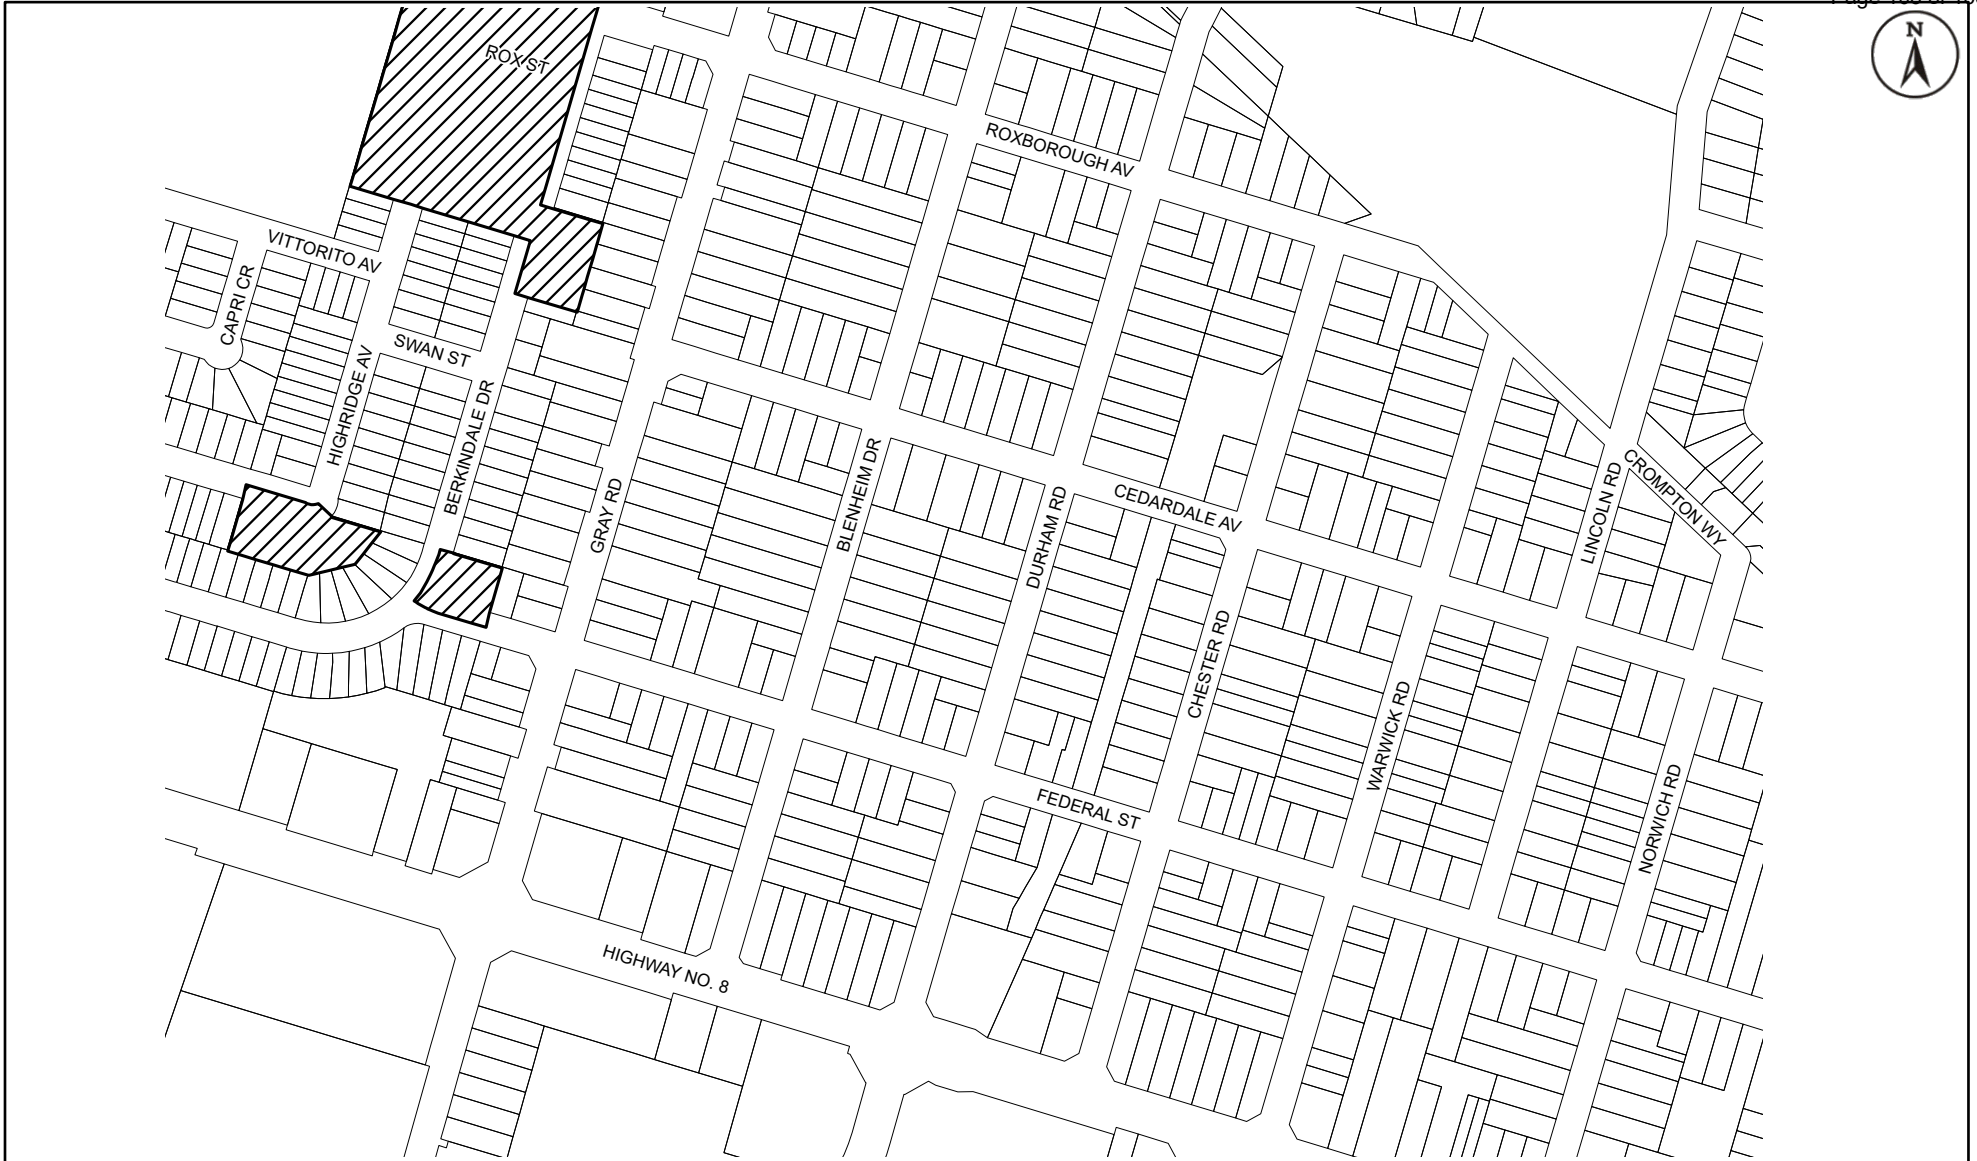 N
ROX ST
ROXBOROUGH AV
VITTORITO AV
CAPRI CR
SWAN ST
HIGHRIDGE AV
BERKINDALE DR
GRAY RD
BLENHEIM DR
DURHAM RD
CEDARDALE AV
LINCOLN RD
CROMPTON WY
CHESTER RD
WARWICK RD
NORWICH RD
FEDERAL ST
HIGHWAY NO. 8